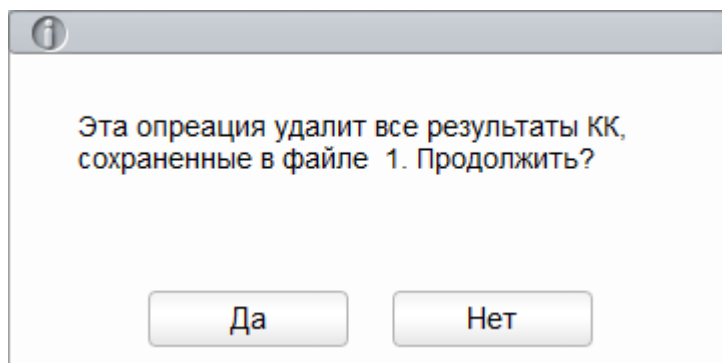 Эта опреация удалит все результаты КК,
сохраненные в файле  1. Продолжить?
Да
Нет